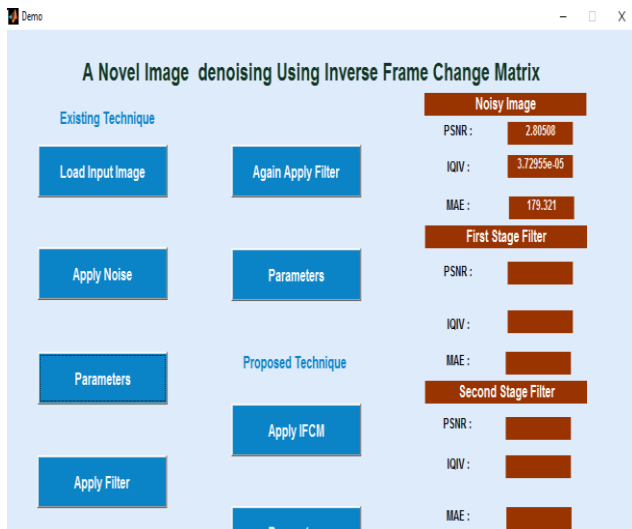 Demo
A Novel Image denoising Using Inverse Frame Change Matrix
Existing Technique
Load Input Image
Apply Noise
Parameters
Apply Filter
Again Apply Filter
Parameters
Proposed Technique
Apply IFCM
Noisy Image
PSNR : 2.80508
IQIV : 3.72955e-05
MAE : 179.321
First Stage Filter
PSNR :
IQIV :
MAE :
Second Stage Filter
PSNR :
IQIV :
MAE :